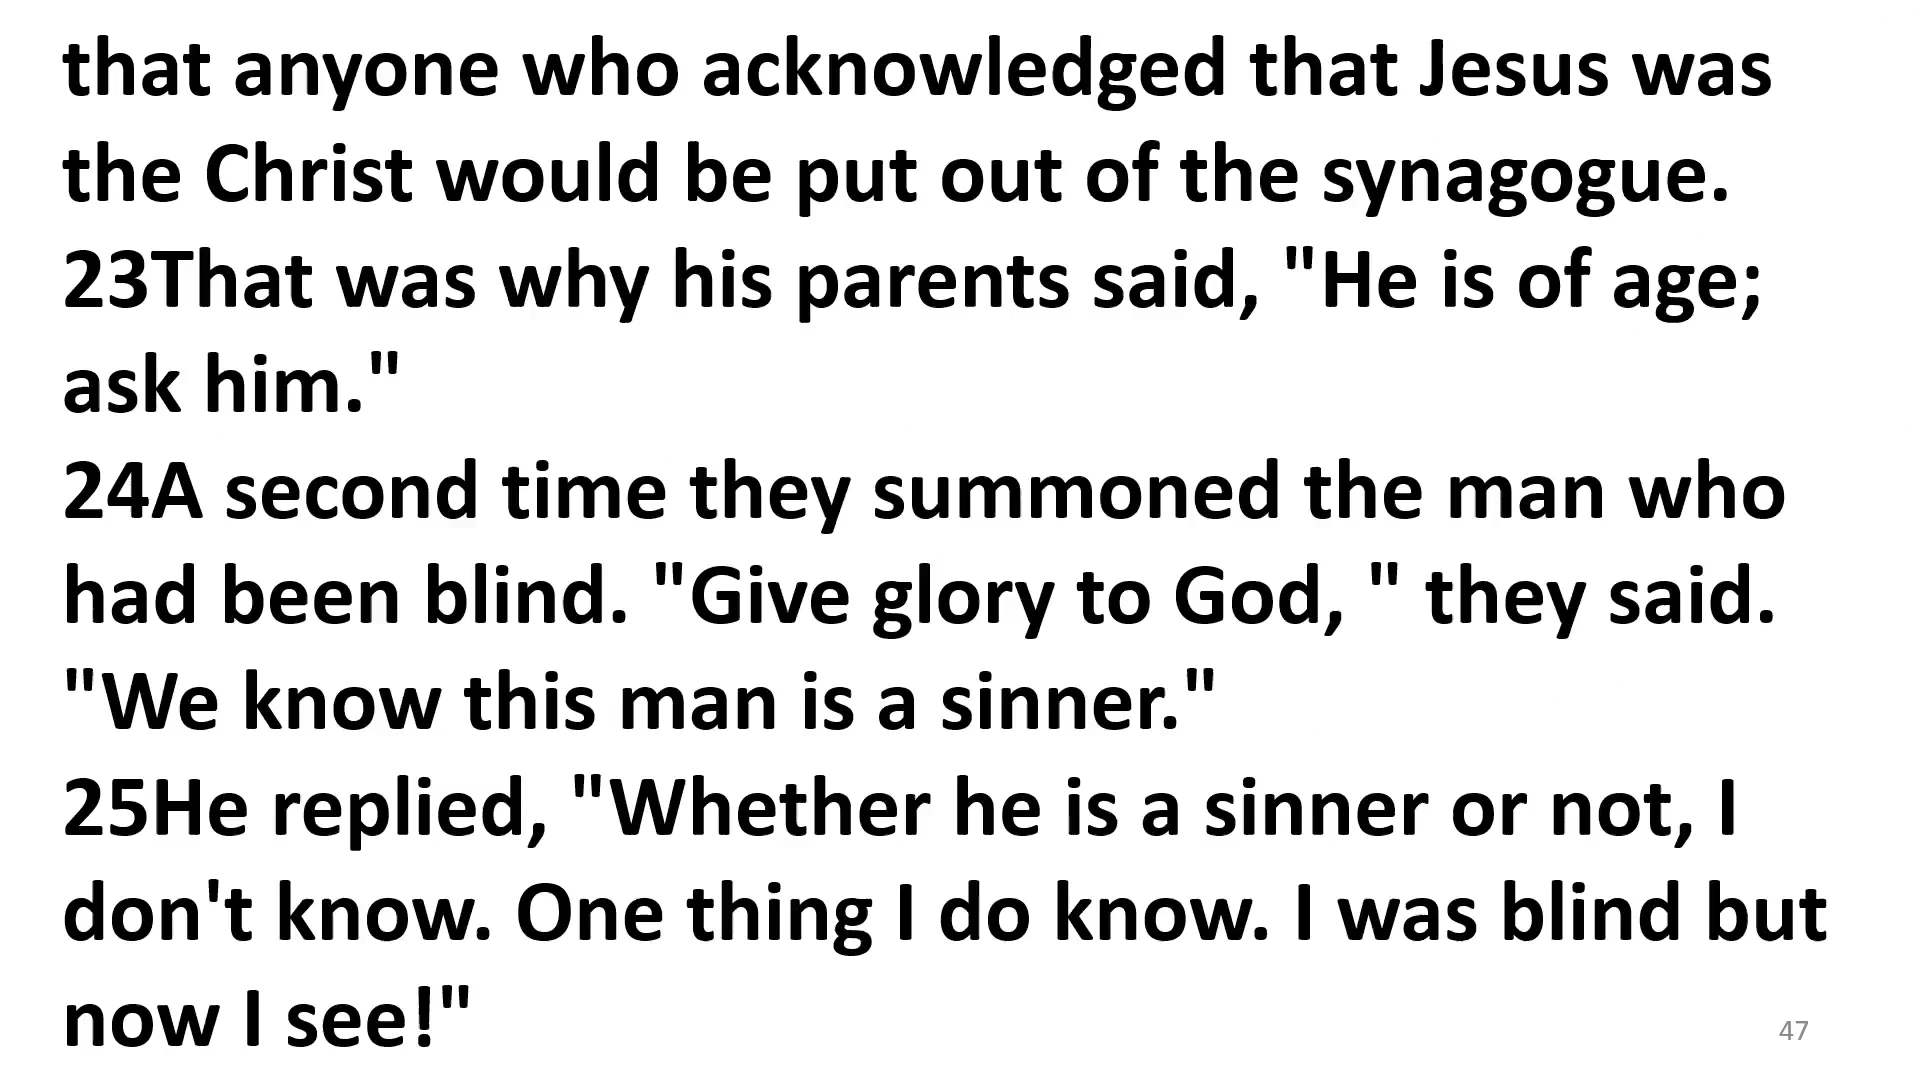 that anyone who acknowledged that Jesus was
the Christ would be put out of the synagogue.
23That was why his parents said, "He is of age;
ask him."
24A second time they summoned the man who
had been blind. "Give glory to God, " they said.
"We know this man is a sinner."
25He replied, "Whether he is a sinner or not, I
don't know. One thing I do know. I was blind but
now I see!"
47